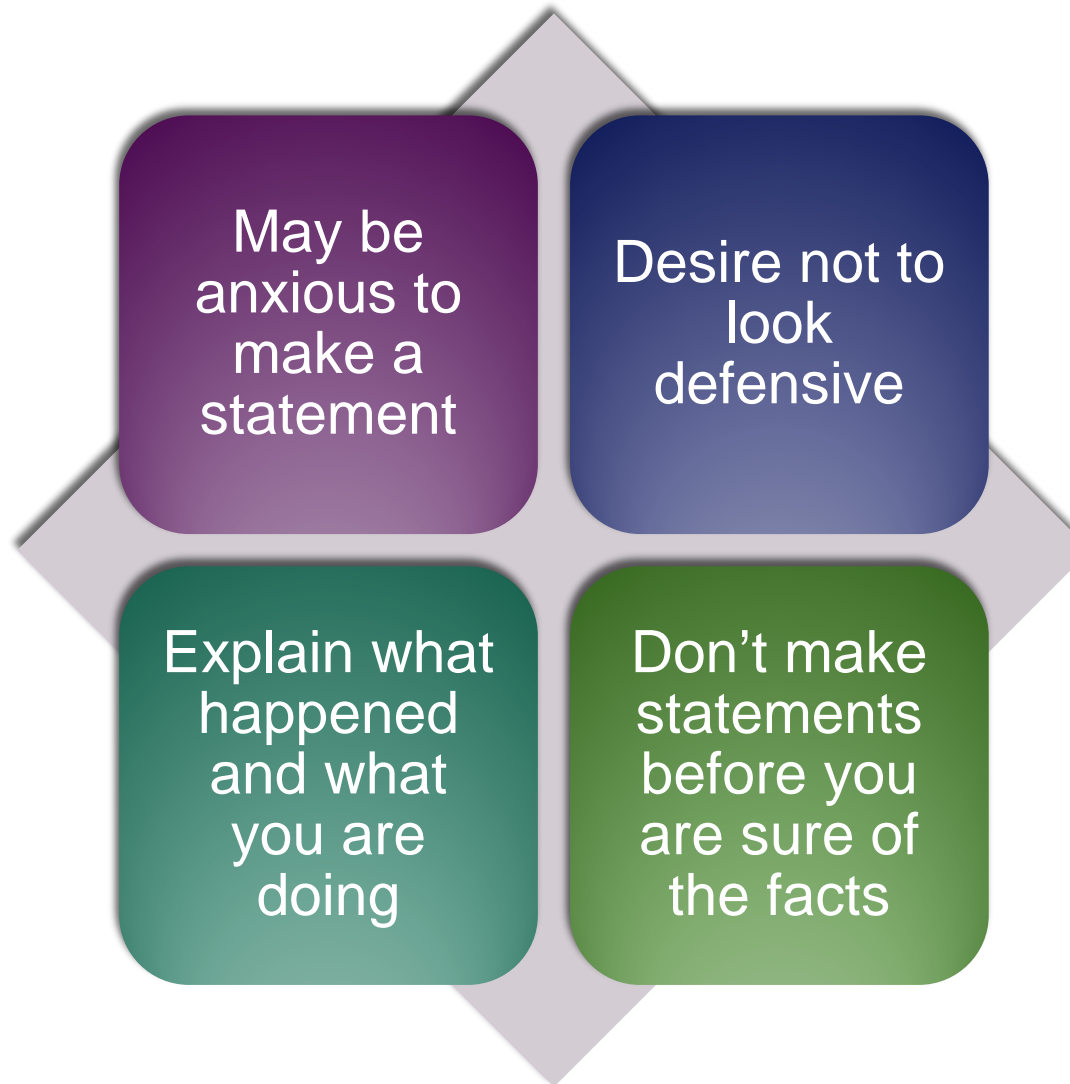 May be
anxious to
make a
statement
Desire not to
look
defensive
Explain what
happened
and what
you are
doing
Don’t make
statements
before you
are sure of
the facts